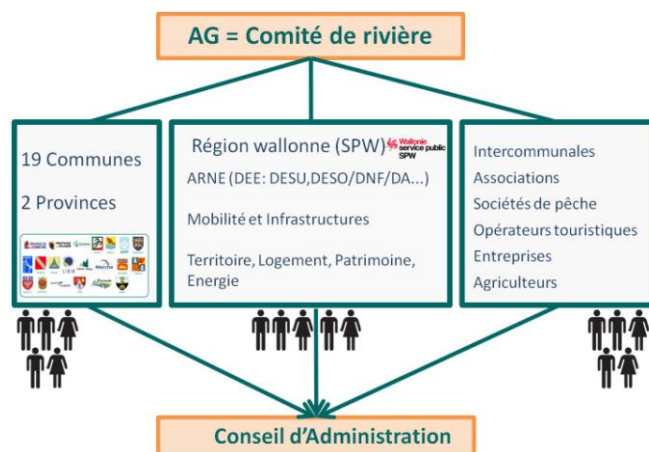 AG = Comité de rivière
19 Communes
2 Provinces
Région wallonne (SPW)
Wallonie
service public
SPW
ARNE (DEE: DESU,DESO/DNF/DA...)
Mobilité et Infrastructures
Territoire, Logement, Patrimoine,
Energie
Intercommunales
Associations
Sociétés de pêche
Opérateurs touristiques
Entreprises
Agriculteurs
Conseil d'Administration